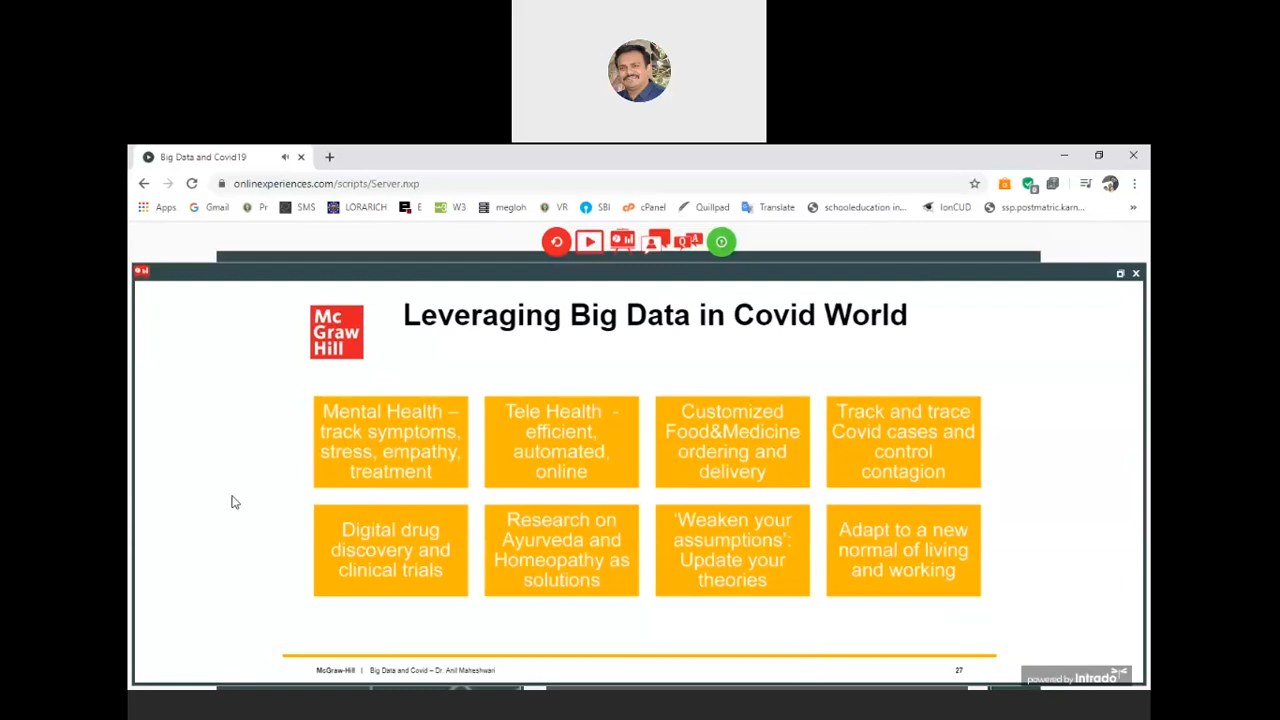 Big Data and Covid19
onlinexperiences.com/scripts/Server.nxp
Apps Gmail Pr SMS LORARICH E W3 megloh VR SBI cPanel Quillpad Translate schooleducation in... IonCUD ssp.postmatric.karn... »
Q A
Mc
Graw
Hill
Leveraging Big Data in Covid World
Mental Health –
track symptoms,
stress, empathy,
treatment
Tele Health -
efficient,
automated,
online
Customized
Food&Medicine
ordering and
delivery
Track and trace
Covid cases and
control
contagion
Digital drug
discovery and
clinical trials
Research on
Ayurveda and
Homeopathy as
solutions
‘Weaken your
assumptions’:
Update your
theories
Adapt to a new
normal of living
and working
McGraw-Hill | Big Data and Covid – Dr. Anil Maheshwari 27
powered by Intrado